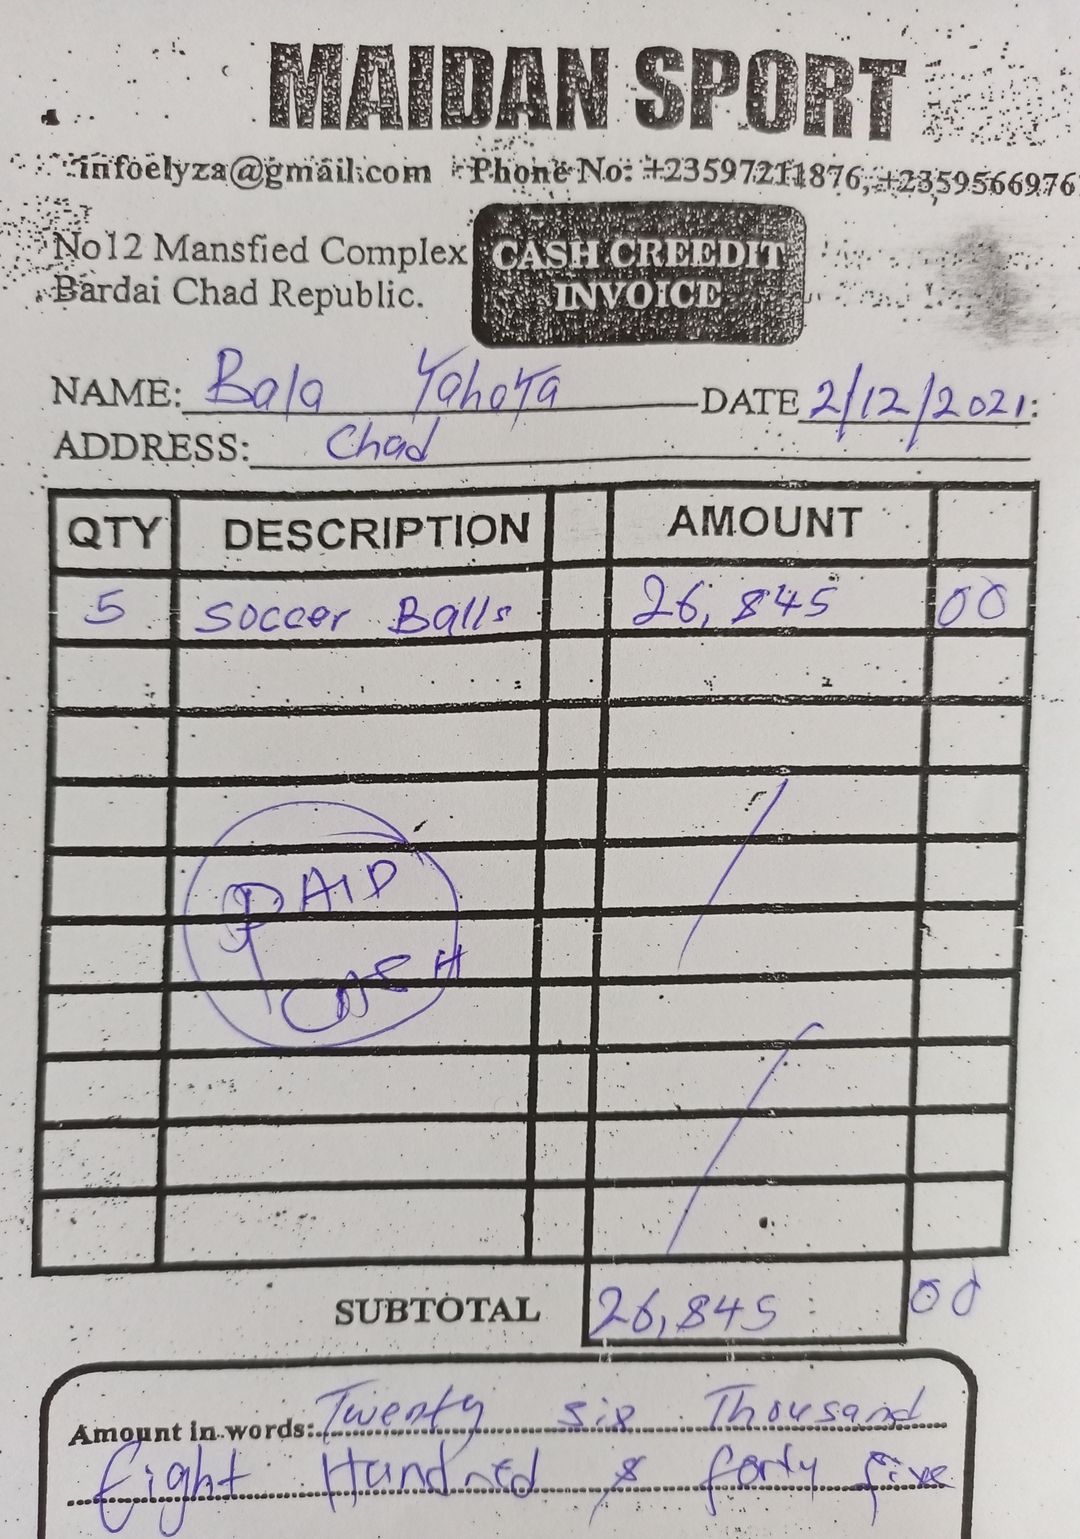 MAIDAN SPORT
infoelyza@gmail.com Phone No: +23597211876, +2359566976
No12 Mansfied Complex
Bardai Chad Republic.
CASH CREEDIT
INVOICE
NAME: Bala Yahaya DATE 2/12/2021
ADDRESS: Chad
QTY DESCRIPTION AMOUNT
5 Soccer Balls 26,845 00
PAID
CASH
SUBTOTAL 26,845 00
Amount in words: Twenty six Thousand
Eight Hundred & forty five